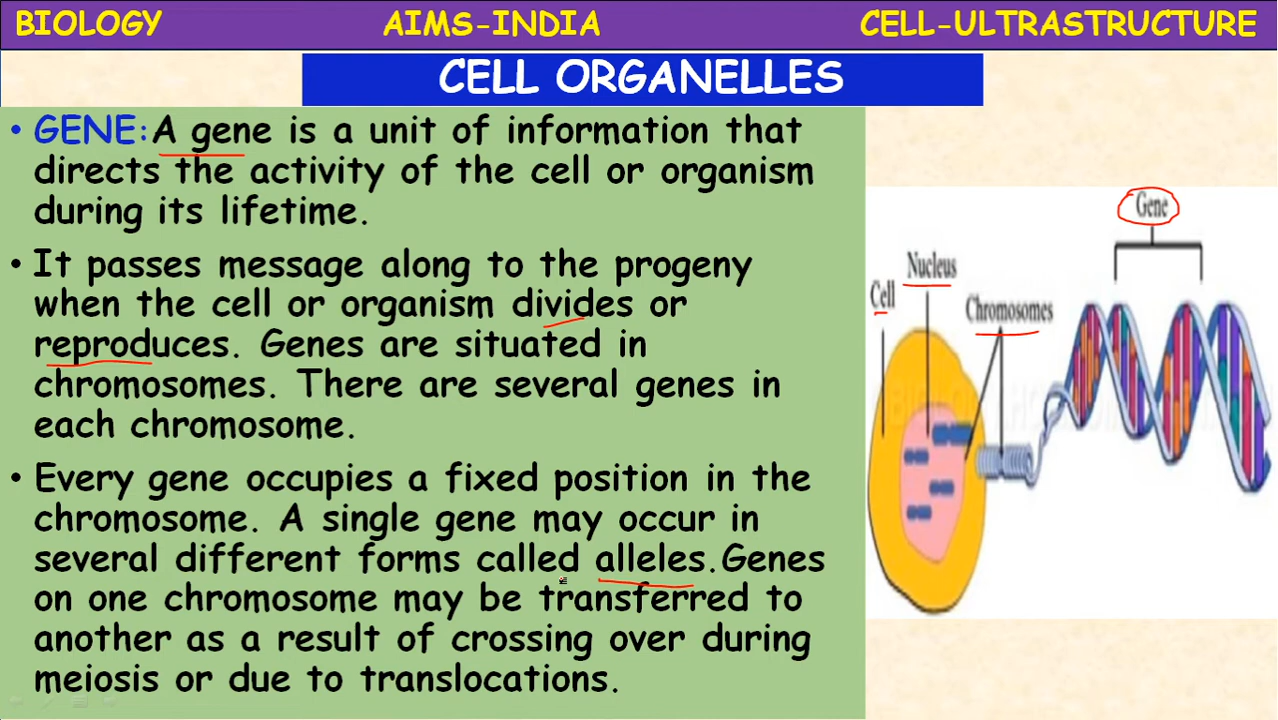 BIOLOGY AIMS-INDIA CELL-ULTRASTRUCTURE
CELL ORGANELLES
• GENE: A gene is a unit of information that
directs the activity of the cell or organism
during its lifetime.
• It passes message along to the progeny
when the cell or organism divides or
reproduces. Genes are situated in
chromosomes. There are several genes in
each chromosome.
• Every gene occupies a fixed position in the
chromosome. A single gene may occur in
several different forms called alleles.Genes
on one chromosome may be transferred to
another as a result of crossing over during
meiosis or due to translocations.
Gene
Nucleus
Cell
Chromosomes